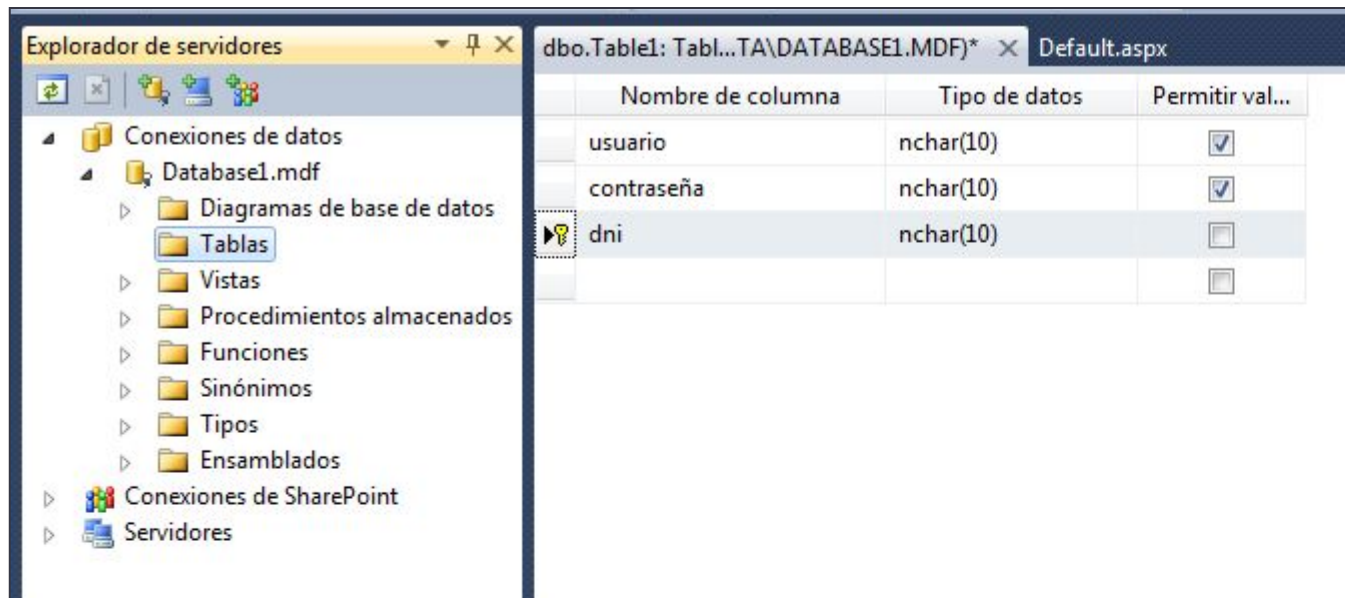 Explorador de servidores
Conexiones de datos
Database1.mdf
Diagramas de base de datos
Tablas
Vistas
Procedimientos almacenados
Funciones
Sinónimos
Tipos
Ensamblados
Conexiones de SharePoint
Servidores
dbo.Table1: Tabl...TA\DATABASE1.MDF)* Default.aspx
Nombre de columna Tipo de datos Permitir val...
usuario nchar(10)
contraseña nchar(10)
dni nchar(10)